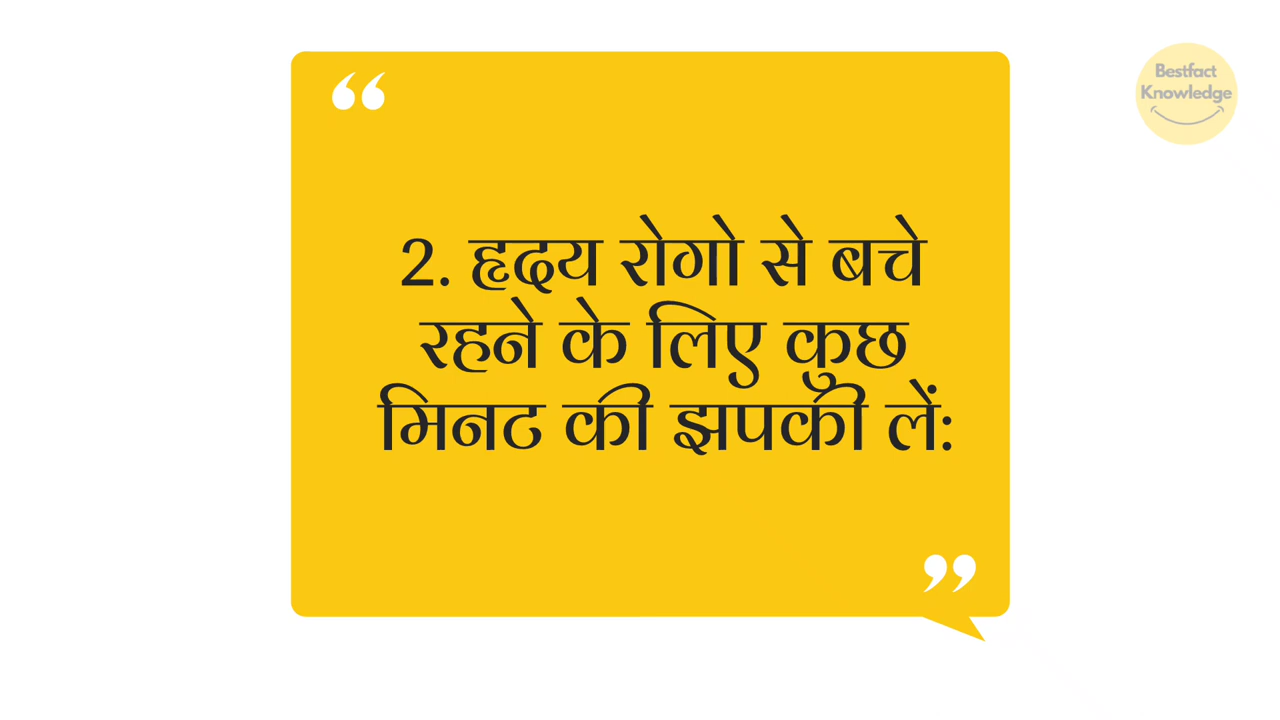 Bestfact
Knowledge
2. हृदय रोगो से बचे
रहने के लिए कुछ
मिनट की झपकी लें: